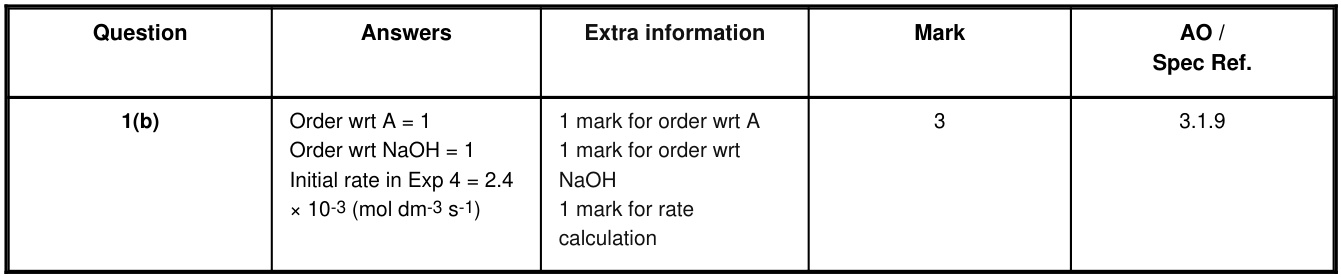 Question Answers Extra information Mark AO /
Spec Ref.
1(b) Order wrt A = 1 1 mark for order wrt A 3 3.1.9
Order wrt NaOH = 1 1 mark for order wrt
Initial rate in Exp 4 = 2.4 NaOH
× 10-3 (mol dm-3 s-1) 1 mark for rate
calculation